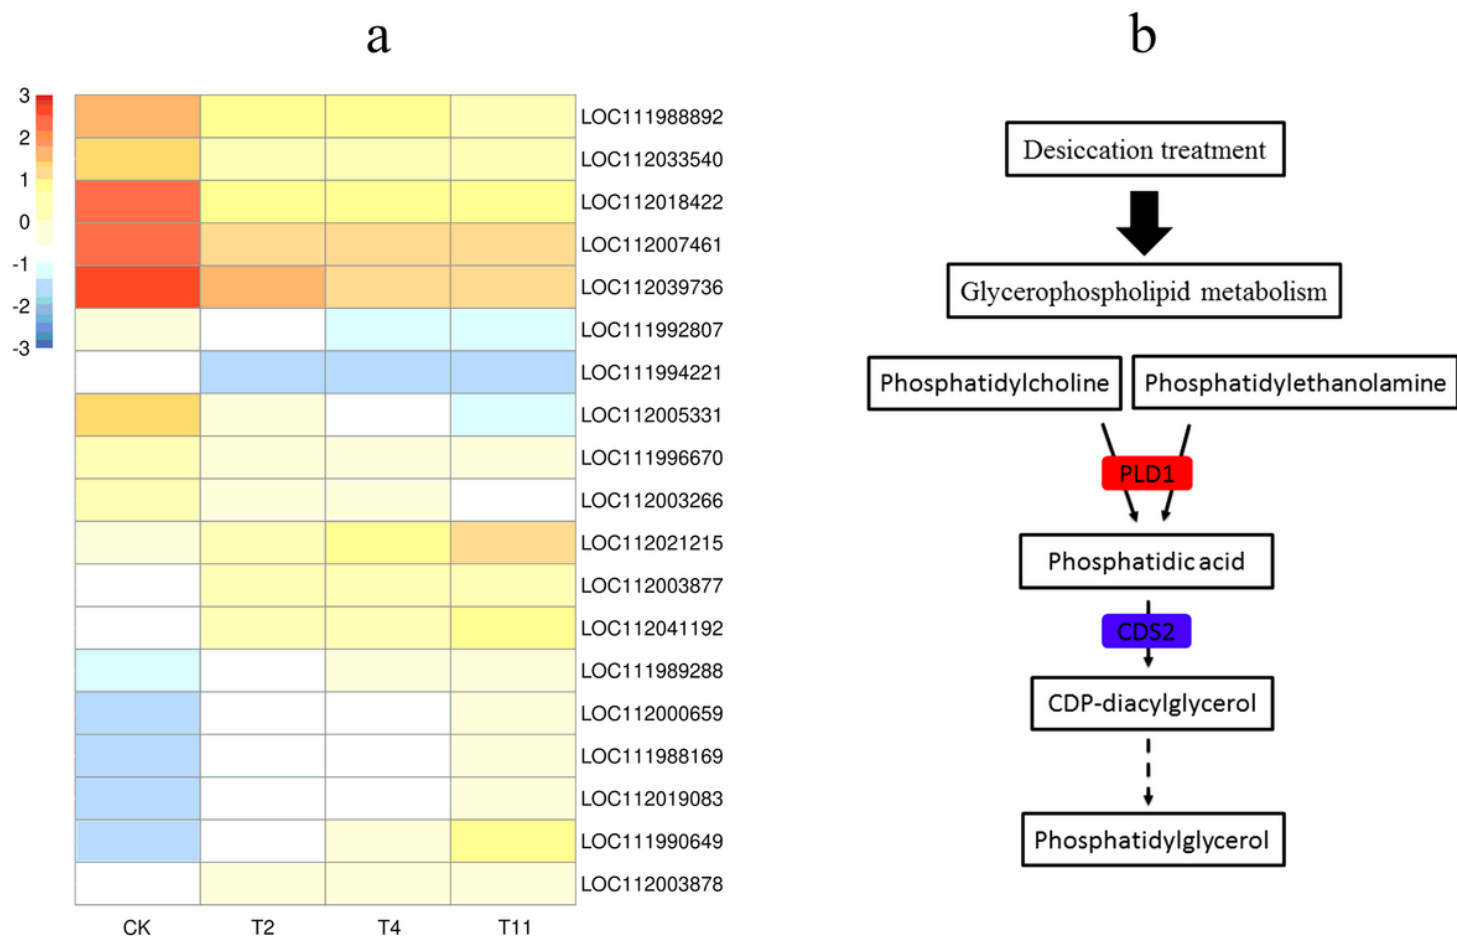 a
3
2
1
0
-1
-2
-3
LOC111988892
LOC112033540
LOC112018422
LOC112007461
LOC112039736
LOC111992807
LOC111994221
LOC112005331
LOC111996670
LOC112003266
LOC112021215
LOC112003877
LOC112041192
LOC111989288
LOC112000659
LOC111988169
LOC112019083
LOC111990649
LOC112003878
CK T2 T4 T11
b
Desiccation treatment
Glycerophospholipid metabolism
Phosphatidylcholine Phosphatidylethanolamine
PLD1
Phosphatidic acid
CDS2
CDP-diacylglycerol
Phosphatidylglycerol